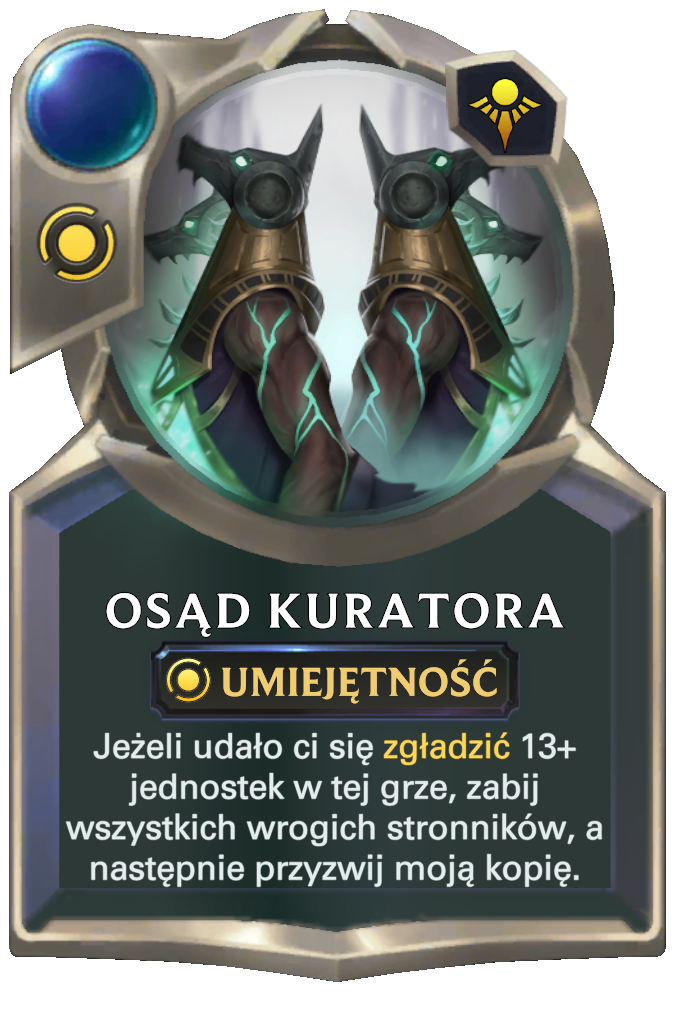 OSĄD KURATORA
UMIEJĘTNOŚĆ
Jeżeli udało ci się zgładzić 13+
jednostek w tej grze, zabij
wszystkich wrogich stronników, a
następnie przyzwij moją kopię.